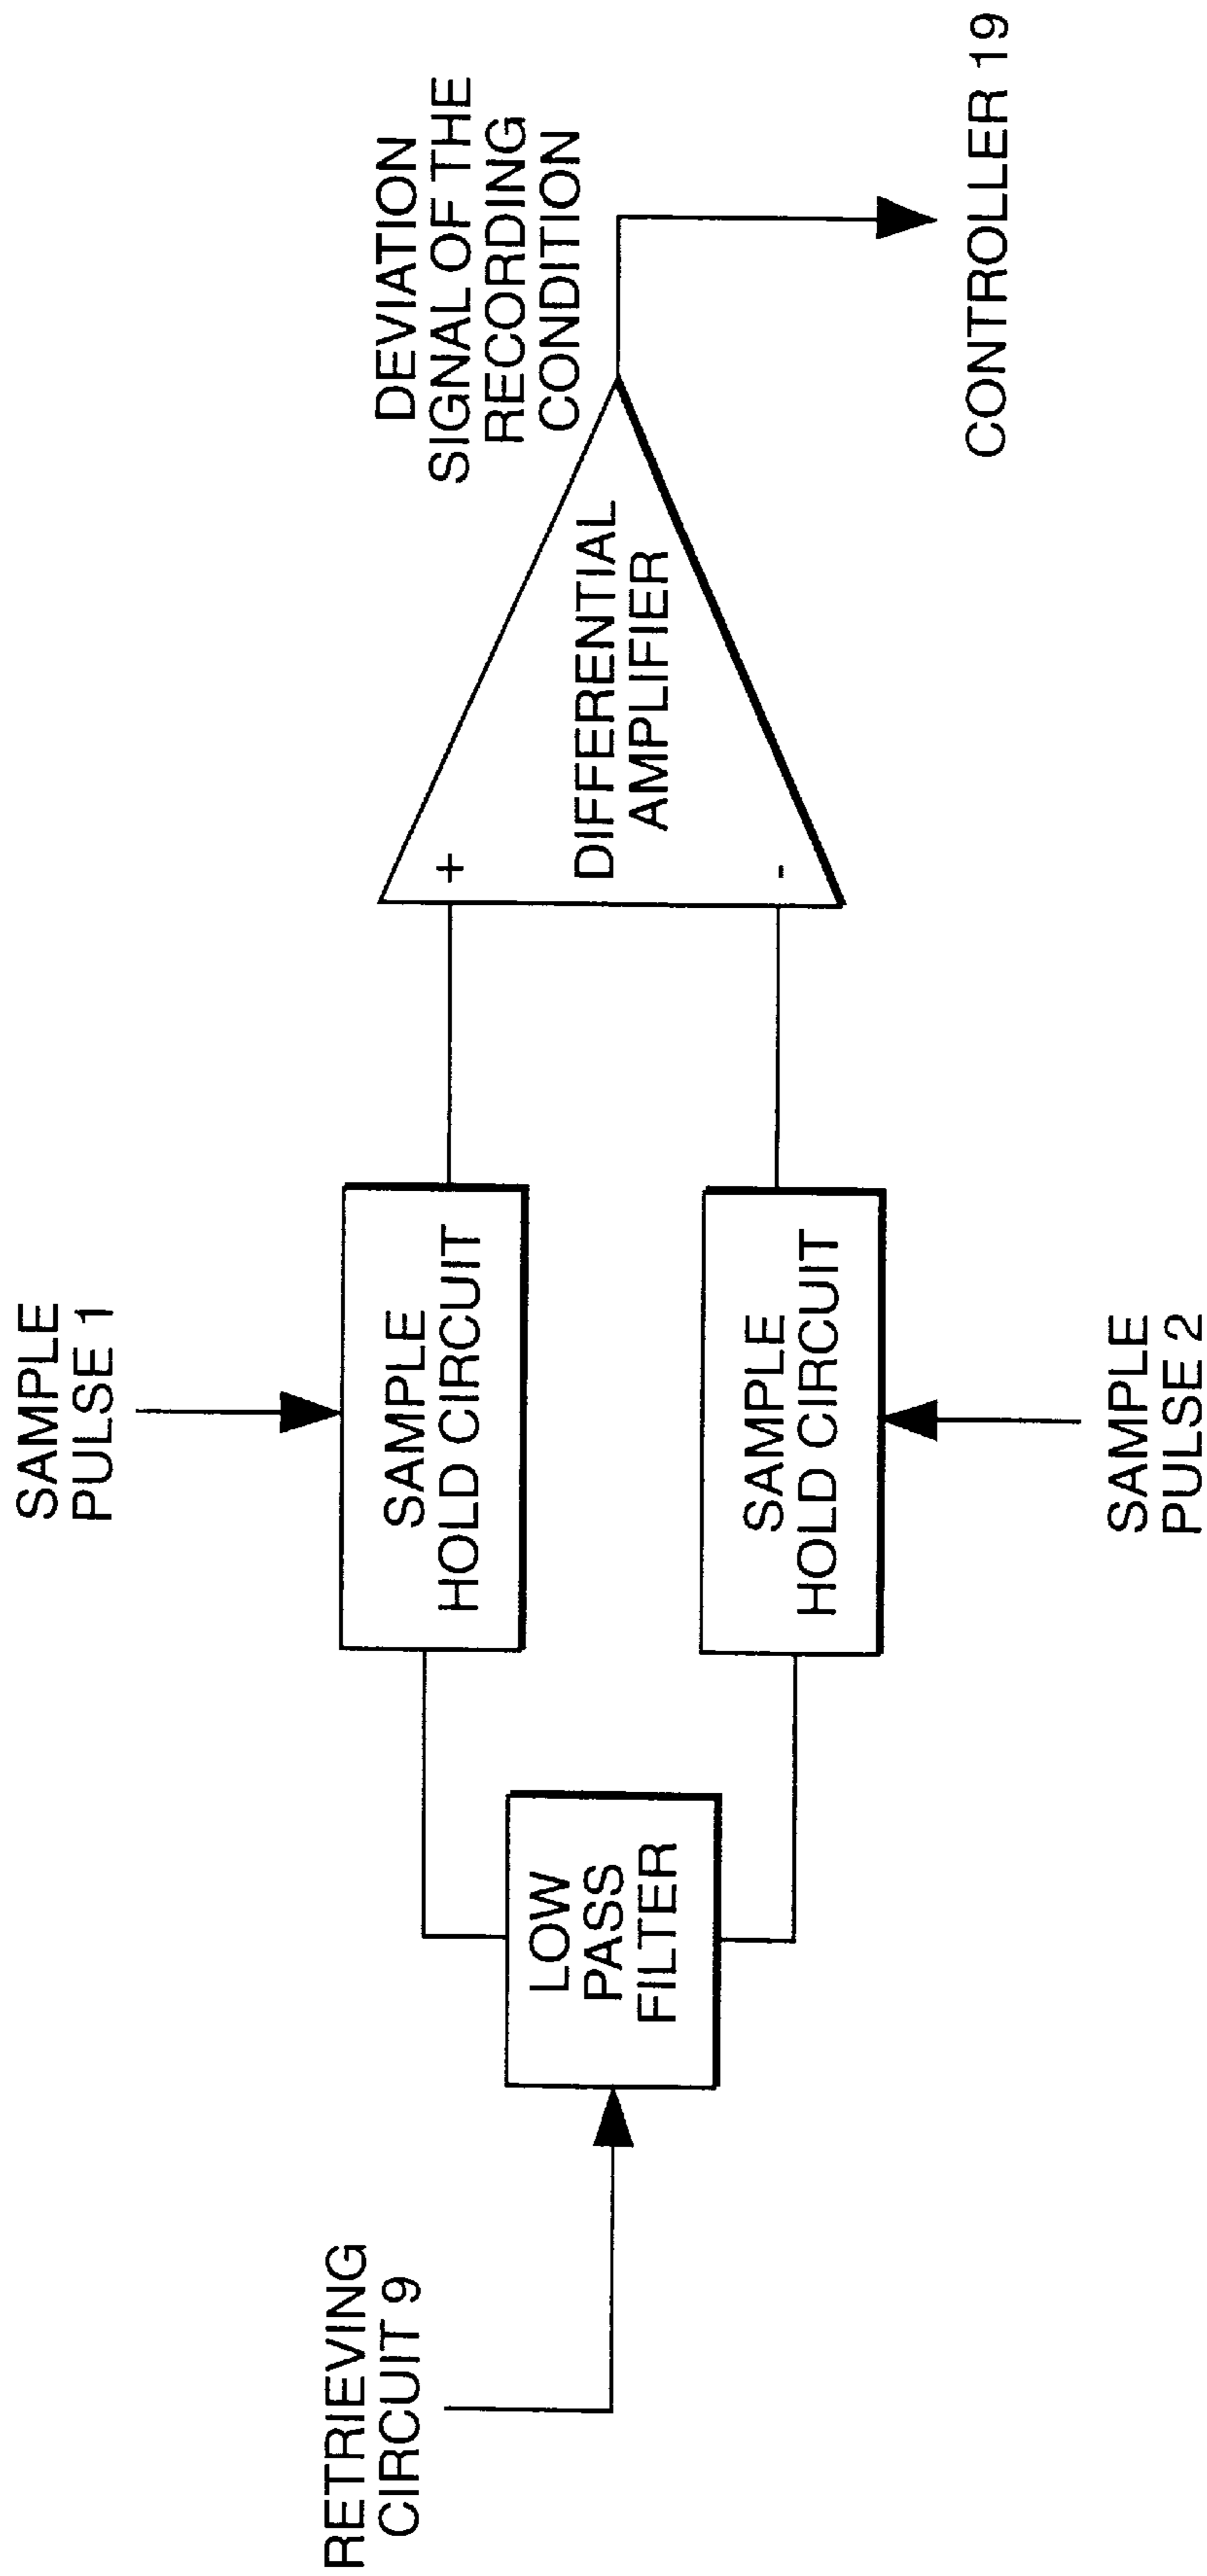 RETRIEVING
CIRCUIT 9
LOW
PASS
FILTER
SAMPLE
PULSE 1
SAMPLE
HOLD CIRCUIT
SAMPLE
HOLD CIRCUIT
SAMPLE
PULSE 2
+
-
DIFFERENTIAL
AMPLIFIER
DEVIATION
SIGNAL OF THE
RECORDING
CONDITION
CONTROLLER 19